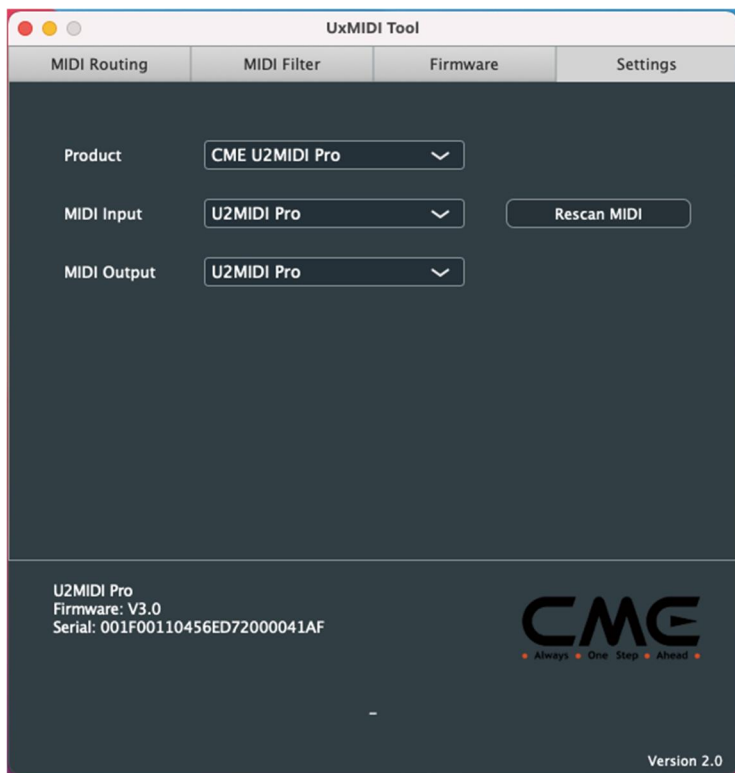 UxMIDI Tool
MIDI Routing MIDI Filter Firmware Settings
Product CME U2MIDI Pro
MIDI Input U2MIDI Pro Rescan MIDI
MIDI Output U2MIDI Pro
U2MIDI Pro
Firmware: V3.0
Serial: 001F00110456ED72000041AF
CME
Always One Step Ahead
–
Version 2.0